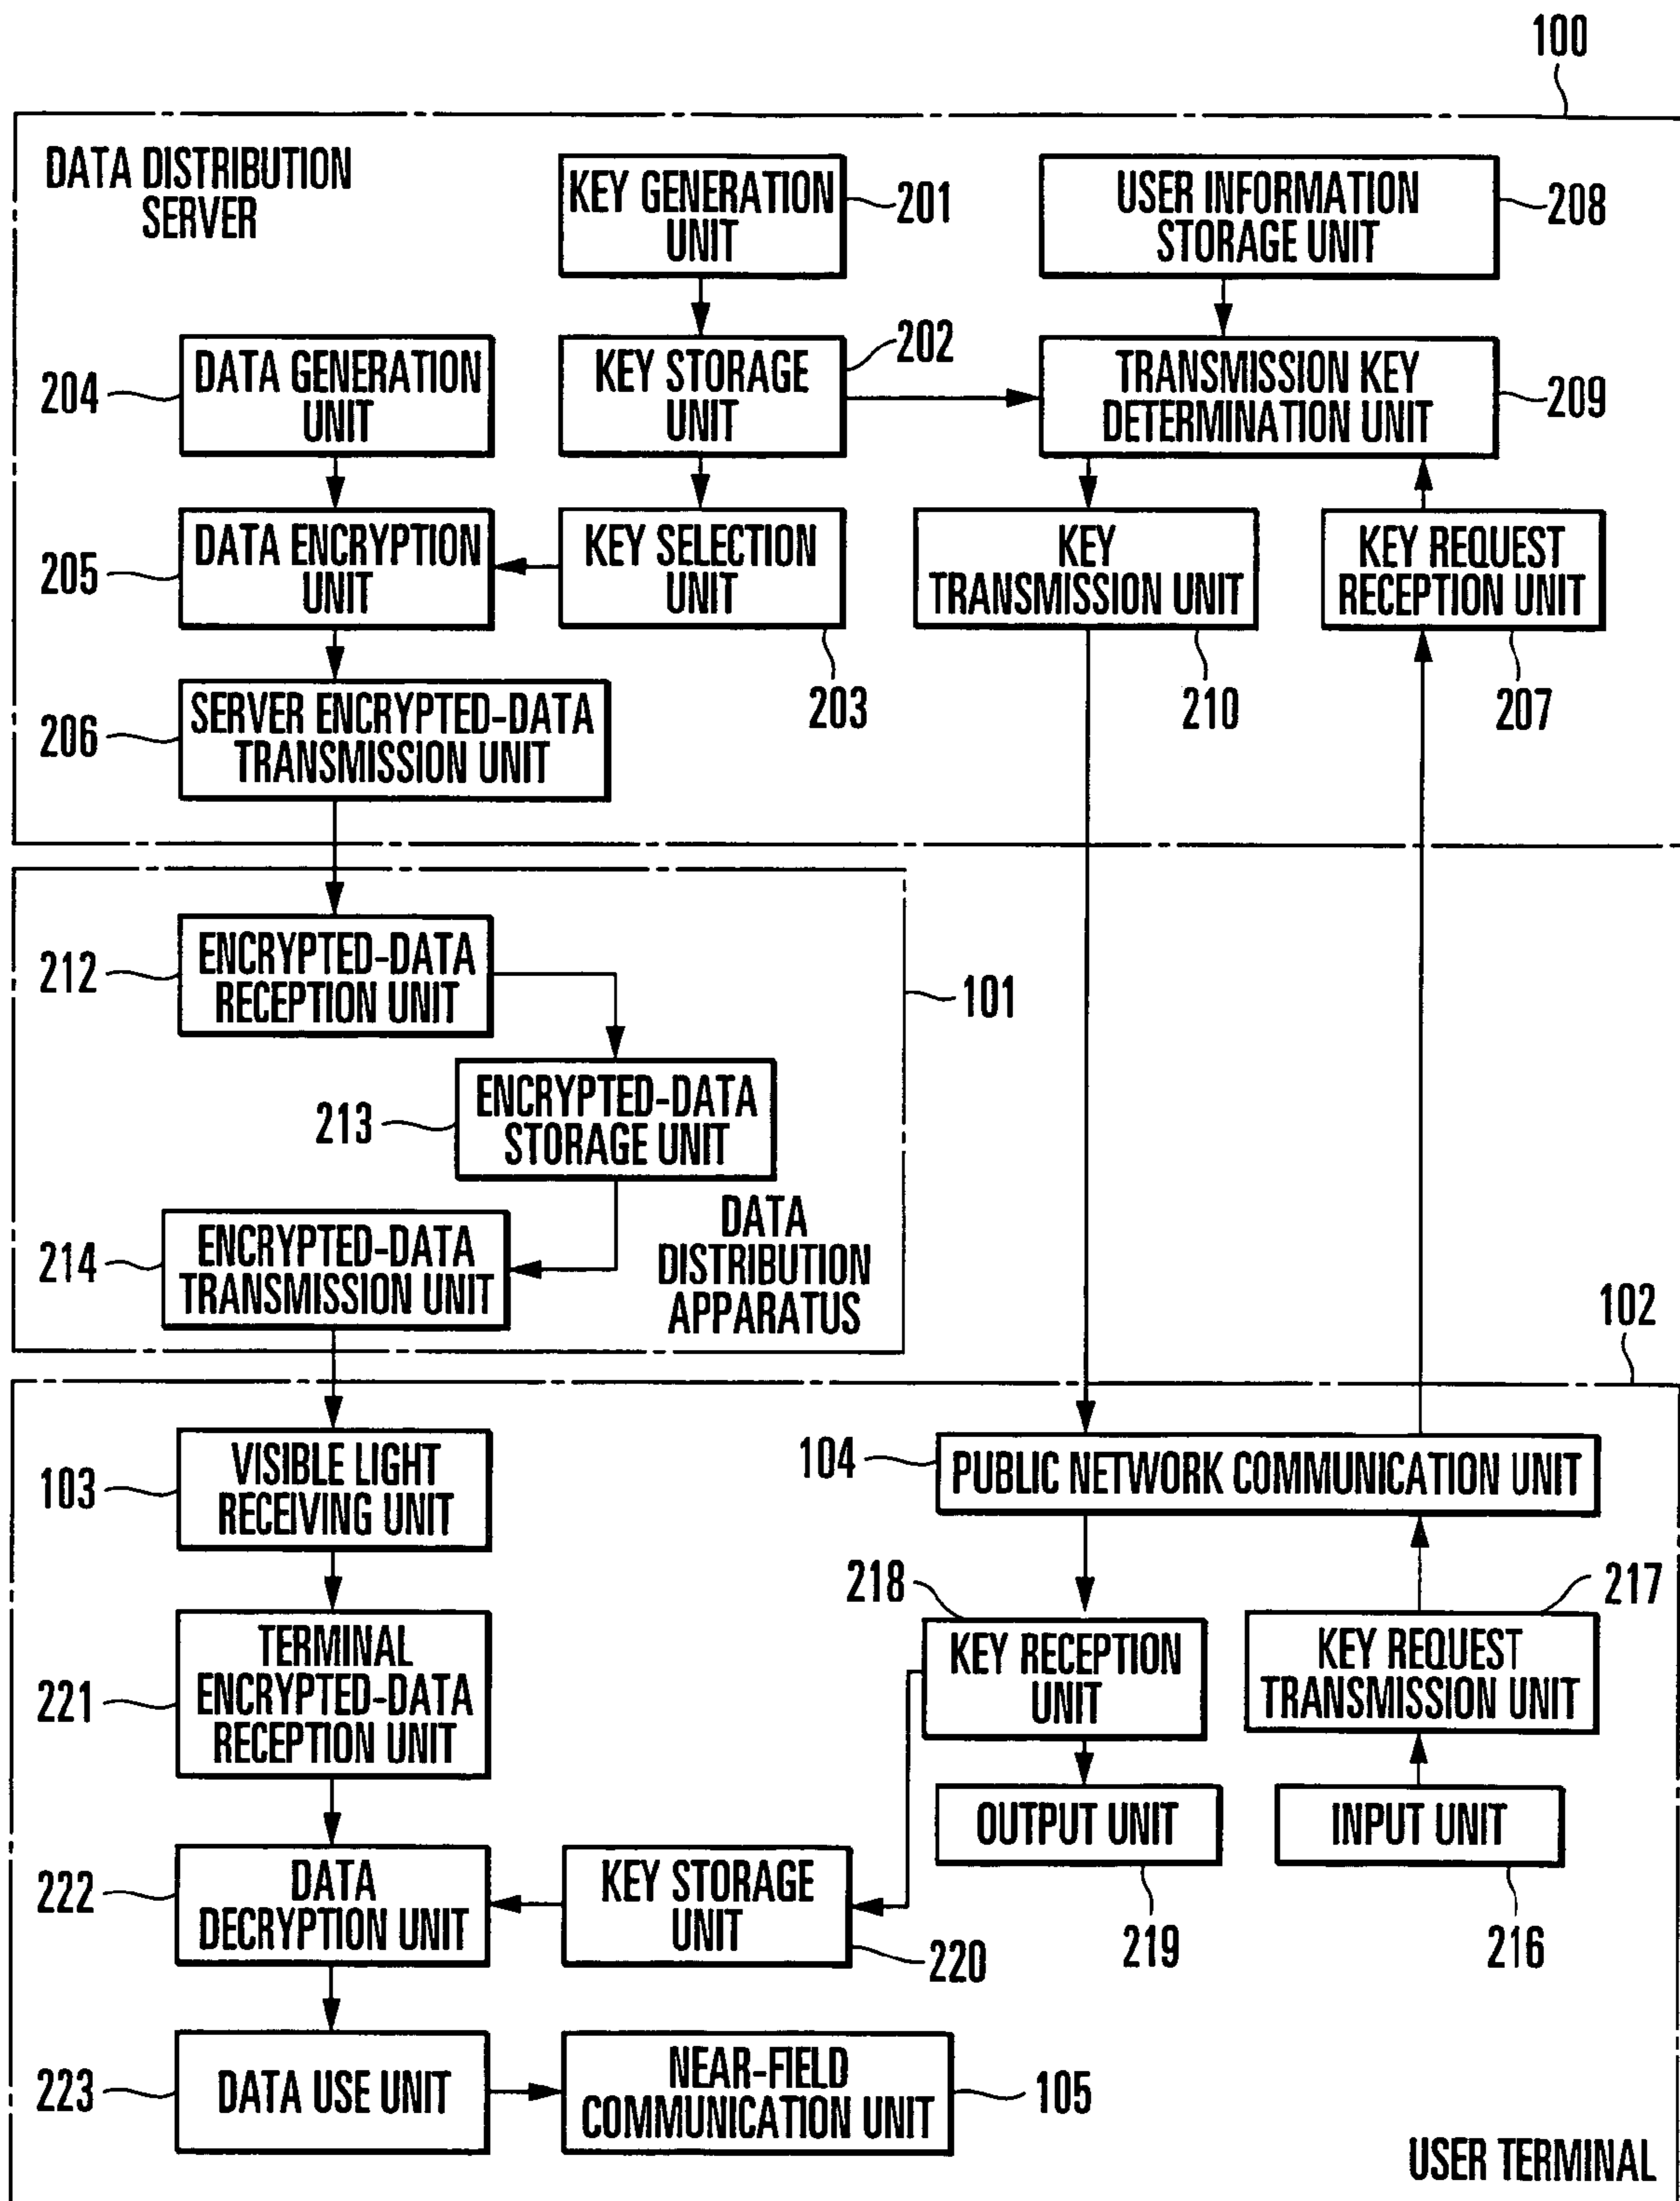 100
DATA DISTRIBUTION
SERVER
KEY GENERATION
UNIT
201
USER INFORMATION
STORAGE UNIT
208
204
DATA GENERATION
UNIT
KEY STORAGE
UNIT
202
TRANSMISSION KEY
DETERMINATION UNIT
209
205
DATA ENCRYPTION
UNIT
KEY SELECTION
UNIT
203
KEY
TRANSMISSION UNIT
210
KEY REQUEST
RECEPTION UNIT
207
206
SERVER ENCRYPTED-DATA
TRANSMISSION UNIT
212
ENCRYPTED-DATA
RECEPTION UNIT
101
213
ENCRYPTED-DATA
STORAGE UNIT
214
ENCRYPTED-DATA
TRANSMISSION UNIT
DATA
DISTRIBUTION
APPARATUS
102
103
VISIBLE LIGHT
RECEIVING UNIT
104
PUBLIC NETWORK COMMUNICATION UNIT
221
TERMINAL
ENCRYPTED-DATA
RECEPTION UNIT
218
KEY RECEPTION
UNIT
217
KEY REQUEST
TRANSMISSION UNIT
OUTPUT UNIT
219
INPUT UNIT
216
222
DATA
DECRYPTION UNIT
KEY STORAGE
UNIT
220
223
DATA USE UNIT
NEAR-FIELD
COMMUNICATION UNIT
105
USER TERMINAL